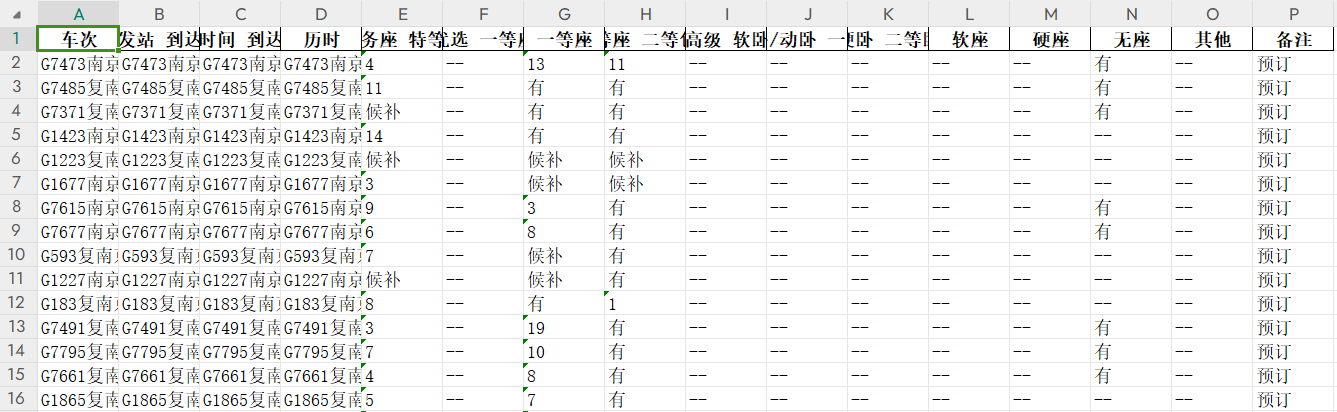 A B C D E F G H I J K L M N O P
1 车次 发站 到达 时间 到达 历时 务座 特等 优选 一等座 一等座 等座 二等包 高级 软卧 /动卧 一 硬卧 二等卧 软座 硬座 无座 其他 备注
2 G7473南京 G7473南京 G7473南京 G7473南京 4 -- 13 11 -- -- -- -- -- 有 -- 预订
3 G7485复南 G7485复南 G7485复南 G7485复南 11 -- 有 有 -- -- -- -- -- 有 -- 预订
4 G7371复南 G7371复南 G7371复南 G7371复南 候补 -- 有 有 -- -- -- -- -- 有 -- 预订
5 G1423南京 G1423南京 G1423南京 G1423南京 14 -- 有 有 -- -- -- -- -- -- -- 预订
6 G1223复南 G1223复南 G1223复南 G1223复南 候补 -- 候补 候补 -- -- -- -- -- -- -- 预订
7 G1677南京 G1677南京 G1677南京 G1677南京 3 -- 候补 候补 -- -- -- -- -- -- -- 预订
8 G7615南京 G7615南京 G7615南京 G7615南京 9 -- 3 有 -- -- -- -- -- 有 -- 预订
9 G7677南京 G7677南京 G7677南京 G7677南京 6 -- 8 有 -- -- -- -- -- 有 -- 预订
10 G593复南京 G593复南京 G593复南京 G593复南京 7 -- 候补 有 -- -- -- -- -- -- -- 预订
11 G1227南京 G1227南京 G1227南京 G1227南京 候补 -- 候补 有 -- -- -- -- -- -- -- 预订
12 G183复南京 G183复南京 G183复南京 G183复南京 8 -- 有 1 -- -- -- -- -- -- -- 预订
13 G7491复南 G7491复南 G7491复南 G7491复南 3 -- 19 有 -- -- -- -- -- 有 -- 预订
14 G7795复南 G7795复南 G7795复南 G7795复南 7 -- 10 有 -- -- -- -- -- 有 -- 预订
15 G7661复南 G7661复南 G7661复南 G7661复南 4 -- 8 有 -- -- -- -- -- 有 -- 预订
16 G1865复南 G1865复南 G1865复南 G1865复南 5 -- 7 有 -- -- -- -- -- -- -- 预订